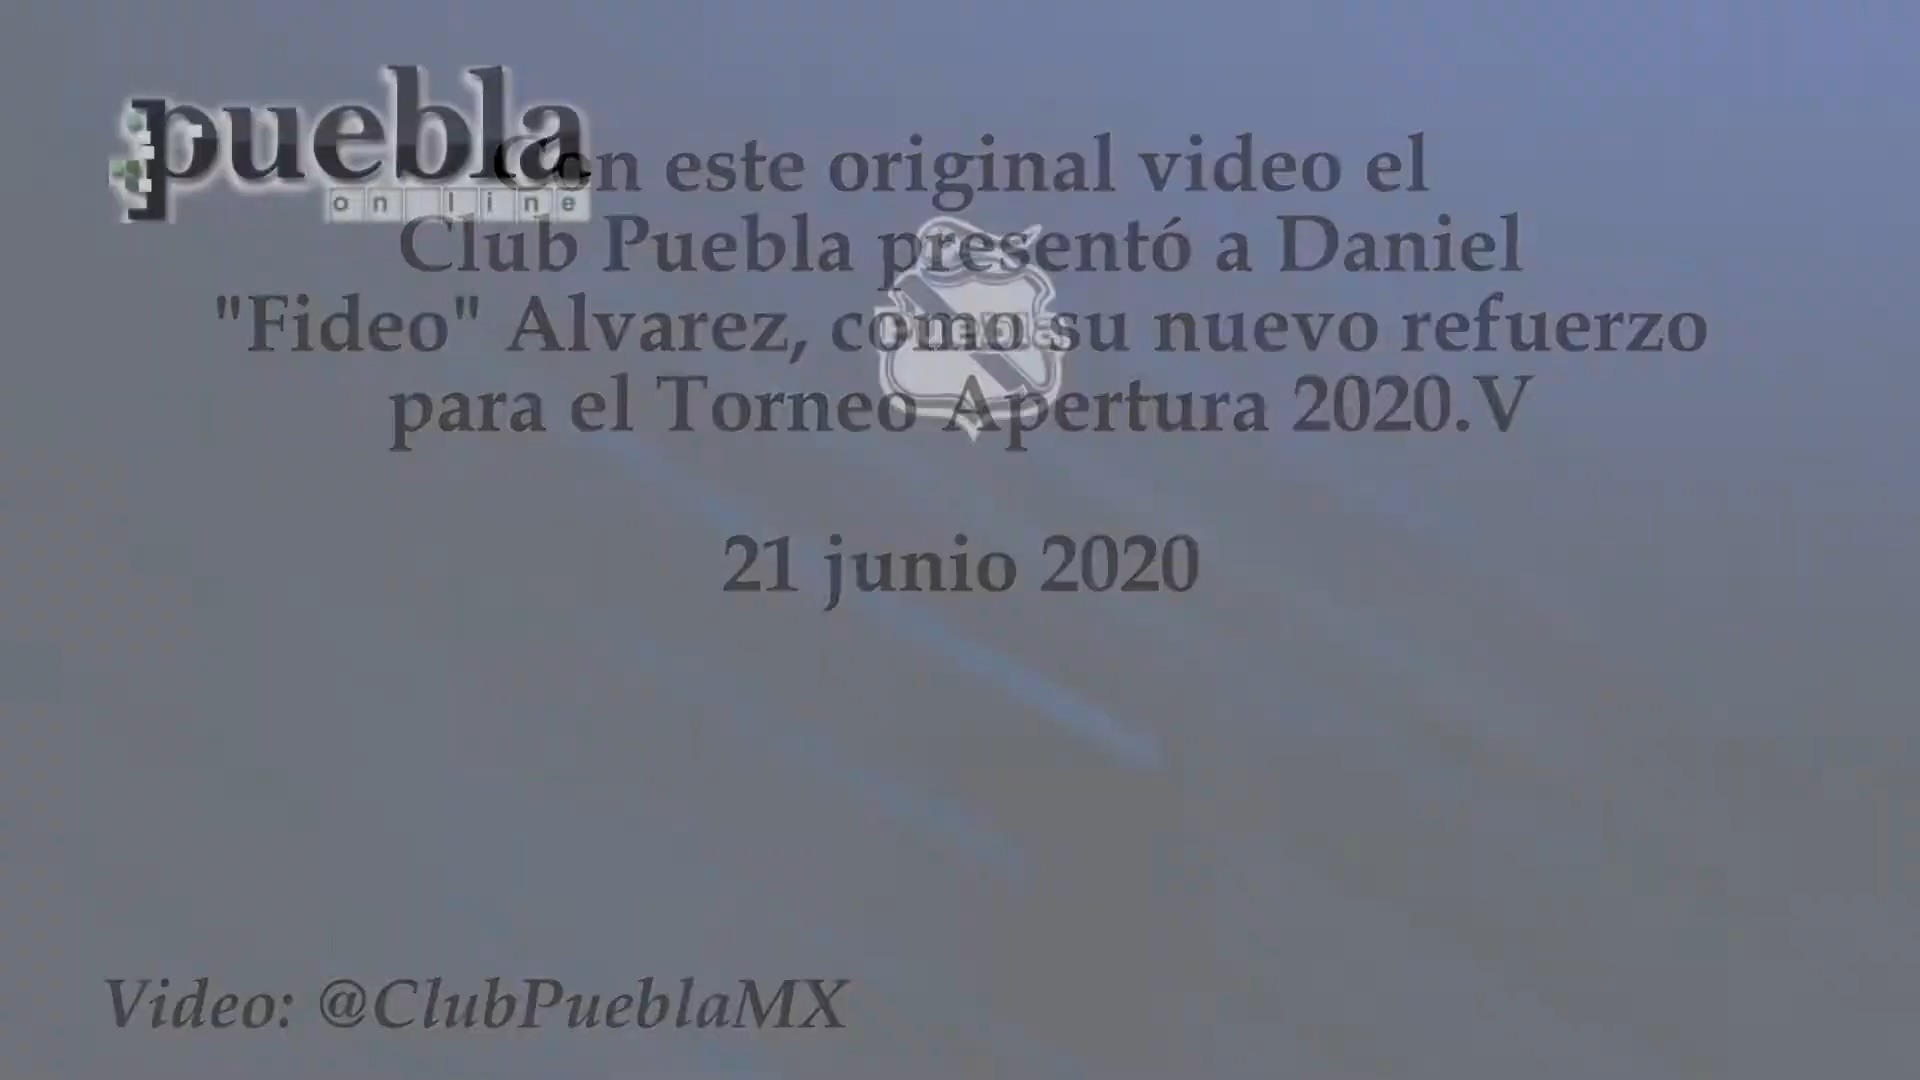 puebla
on line
Con este original video el
Club Puebla presentó a Daniel
"Fideo" Alvarez, como su nuevo refuerzo
para el Torneo Apertura 2020.V
Puebla
21 junio 2020
Video: @ClubPueblaMX